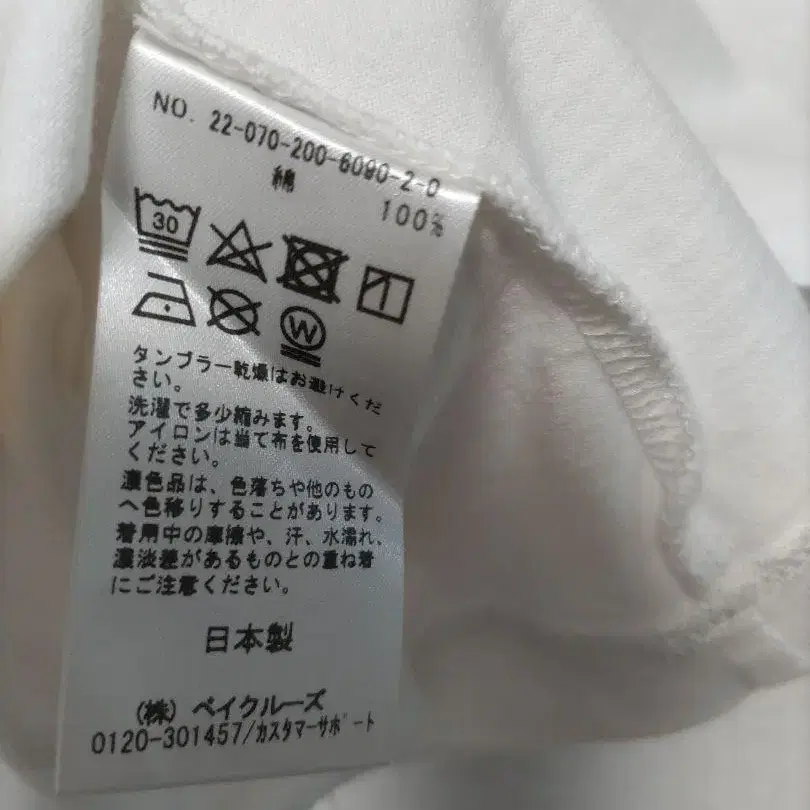 NO. 22-070-200-6090-2-0
綿
100%
30
W
タンブラー乾燥はお避けくだ
さい。
洗濯で多少縮みます。
アイロンは当て布を使用して
ください。
濃色品は、色落ちや他のもの
へ色移りすることがあります。
着用中の摩擦や、汗、水濡れ、
濃淡差があるものとの重ね着
にご注意ください。
日本製
(株) ベイクルーズ
0120-301457/カスタマーサポート